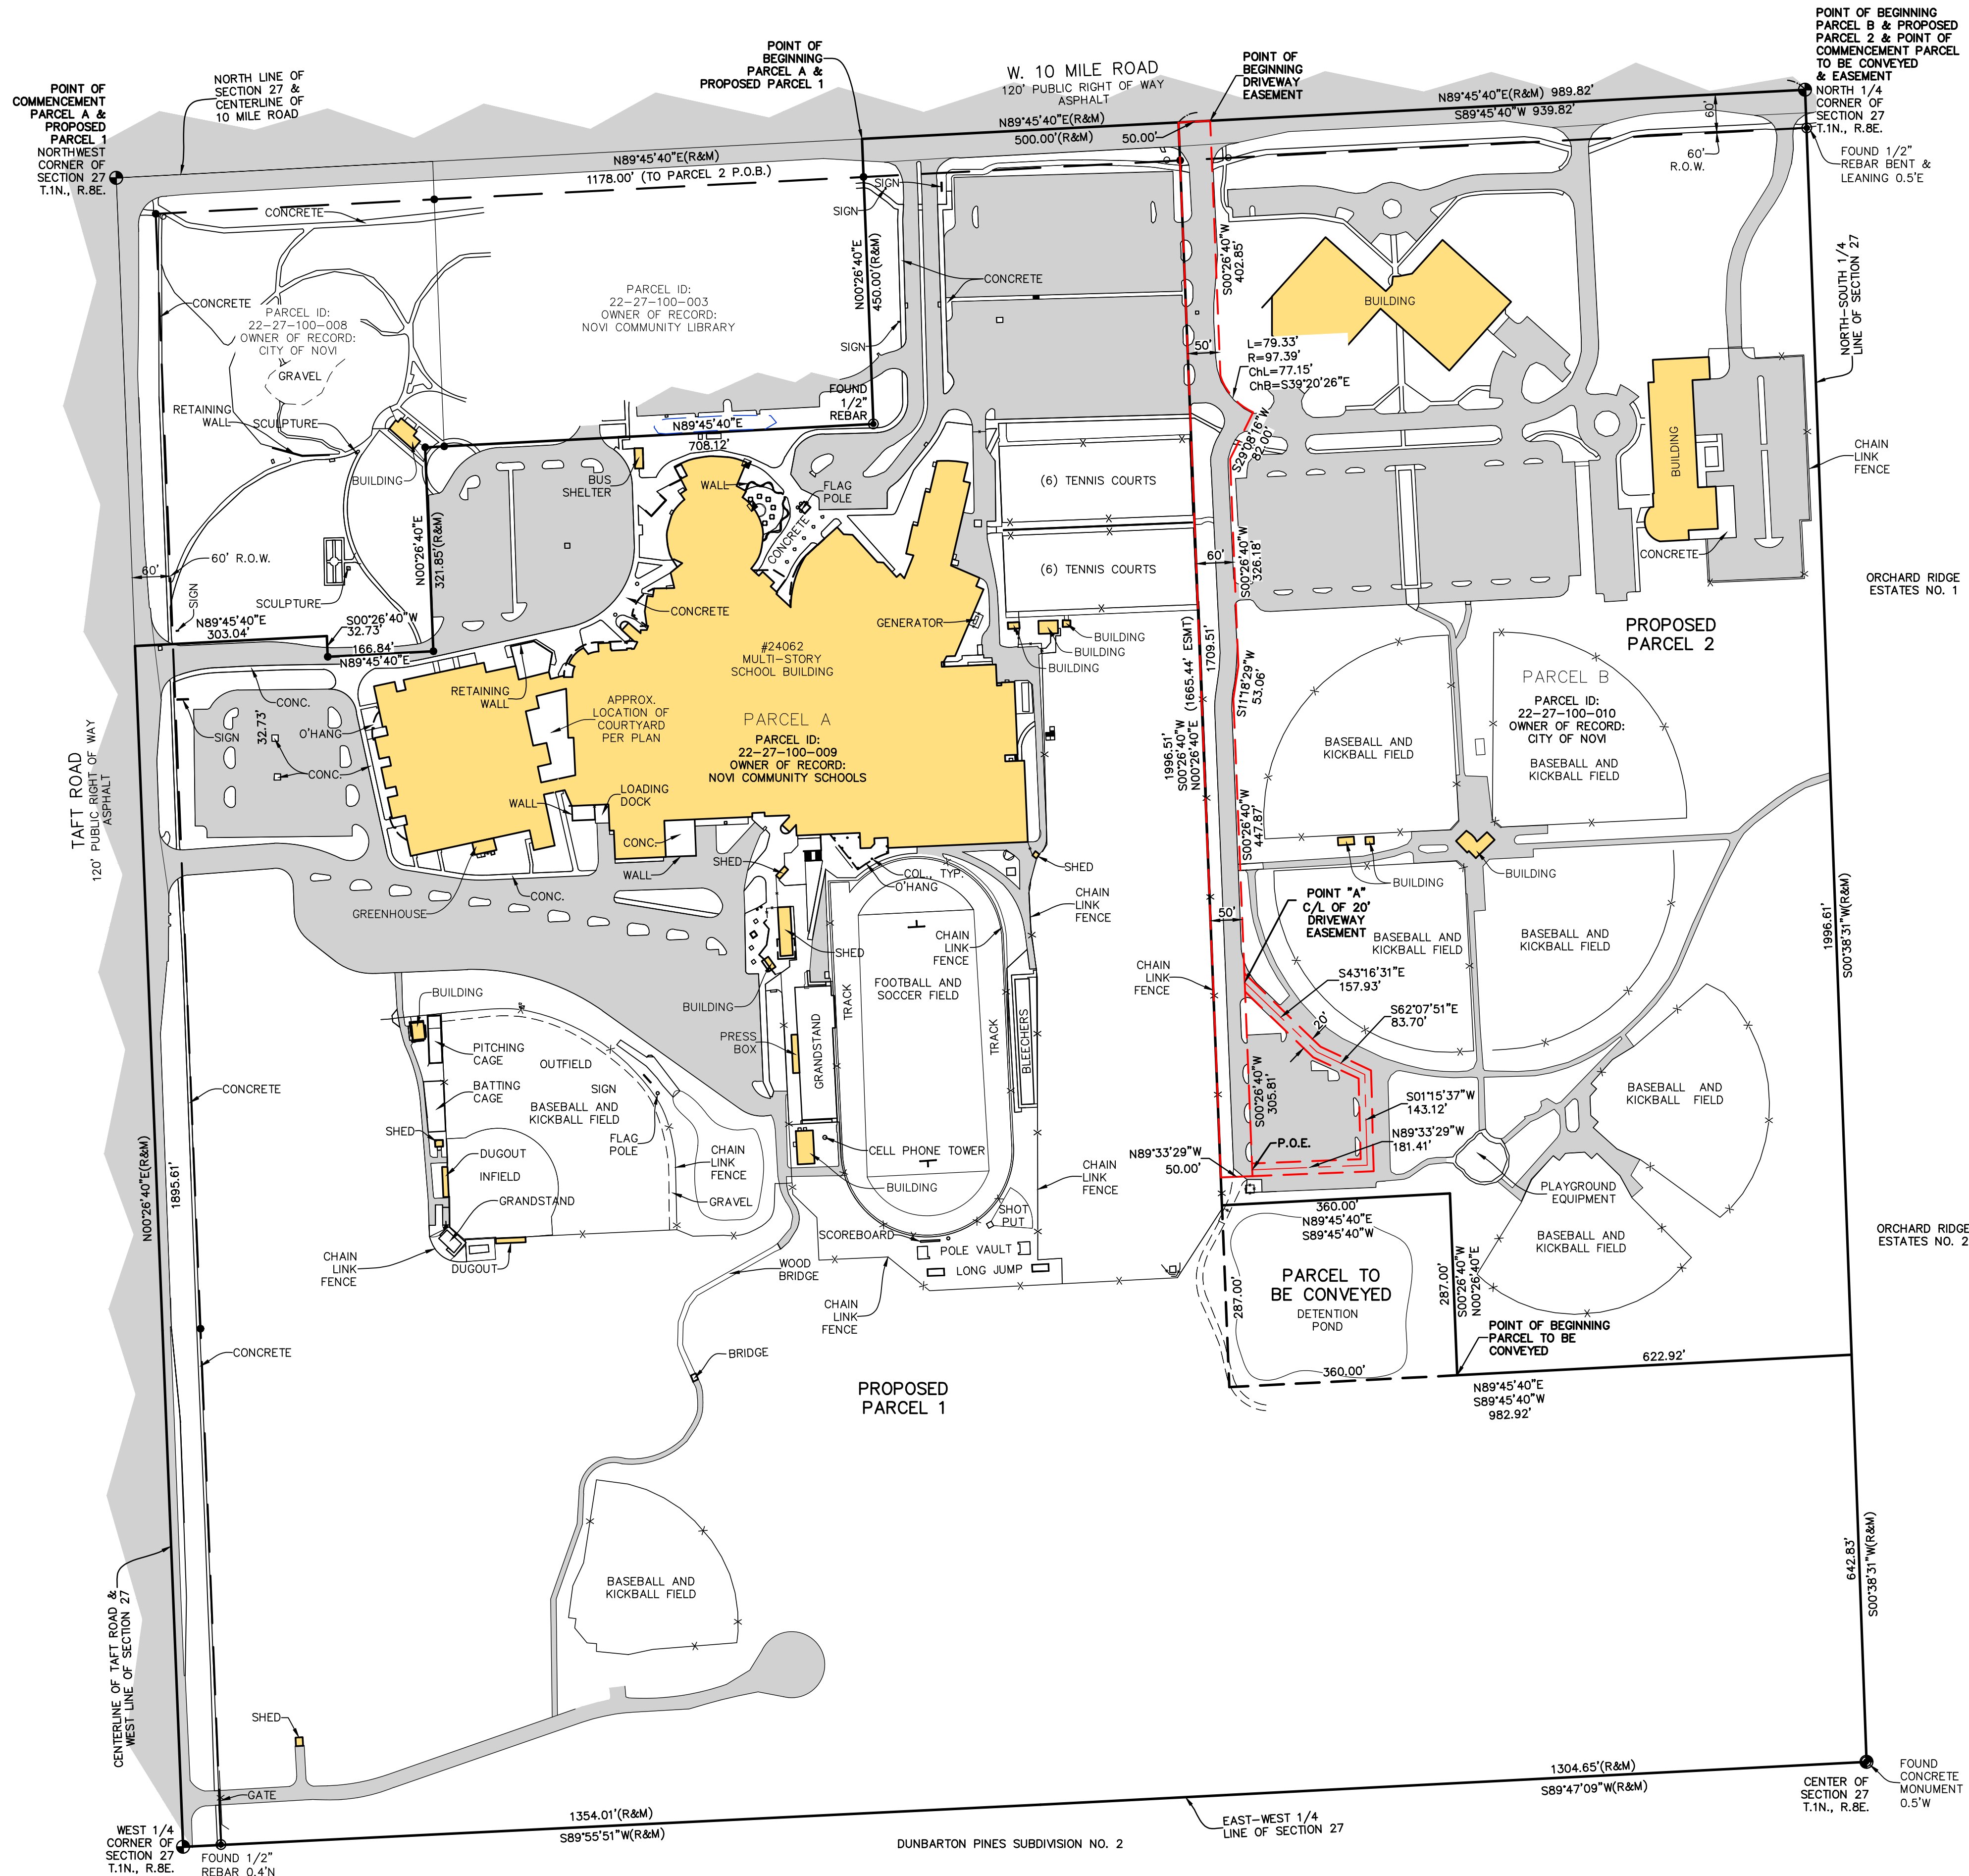 POINT OF
COMMENCEMENT
PARCEL A &
PROPOSED
PARCEL 1
NORTHWEST
CORNER OF
SECTION 27
T.1N., R.8E.
NORTH LINE OF
SECTION 27 &
CENTERLINE OF
10 MILE ROAD
POINT OF
BEGINNING
PARCEL A &
PROPOSED PARCEL 1
W. 10 MILE ROAD
120' PUBLIC RIGHT OF WAY
ASPHALT
POINT OF
BEGINNING
DRIVEWAY
EASEMENT
POINT OF BEGINNING
PARCEL B & PROPOSED
PARCEL 2 & POINT OF
COMMENCEMENT PARCEL
TO BE CONVEYED
& EASEMENT
NORTH 1/4
CORNER OF
SECTION 27
T.1N., R.8E.
FOUND 1/2"
REBAR BENT &
LEANING 0.5'E
N89°45'40"E(R&M) 989.82'
S89°45'40"W 939.82'
60'
60'
R.O.W.
N89°45'40"E(R&M)
500.00'(R&M)
50.00'
N89°45'40"E(R&M)
1178.00' (TO PARCEL 2 P.O.B.)
CONCRETE
SIGN
SIGN
N00°26'40"E
450.00'(R&M)
CONCRETE
SIGN
FOUND
1/2"
REBAR
CONCRETE
PARCEL ID:
22-27-100-008
OWNER OF RECORD:
CITY OF NOVI
GRAVEL
PARCEL ID:
22-27-100-003
OWNER OF RECORD:
NOVI COMMUNITY LIBRARY
RETAINING
WALL
SCULPTURE
BUILDING
N89°45'40"E
708.12'
BUS
SHELTER
WALL
FLAG
POLE
CONCRETE
S00°26'40"W
402.85'
50'
L=79.33'
R=97.39'
ChL=77.15'
ChB=S39°20'26"E
S29°08'16"W
82.00'
BUILDING
BUILDING
CONCRETE
NORTH-SOUTH 1/4
LINE OF SECTION 27
CHAIN
LINK
FENCE
(6) TENNIS COURTS
(6) TENNIS COURTS
60'
S00°26'40"W
326.18'
ORCHARD RIDGE
ESTATES NO. 1
60' R.O.W.
60'
SIGN
SCULPTURE
N00°26'40"E
321.85'(R&M)
N89°45'40"E
303.04'
S00°26'40"W
32.73'
166.84'
N89°45'40"E
CONCRETE
GENERATOR
BUILDING
BUILDING
BUILDING
#24062
MULTI-STORY
SCHOOL BUILDING
RETAINING
WALL
APPROX.
LOCATION OF
COURTYARD
PER PLAN
PARCEL A
PARCEL ID:
22-27-100-009
OWNER OF RECORD:
NOVI COMMUNITY SCHOOLS
CONC.
SIGN
32.73'
O'HANG
CONC.
TAFT ROAD
120' PUBLIC RIGHT OF WAY
ASPHALT
PROPOSED
PARCEL 2
PARCEL B
PARCEL ID:
22-27-100-010
OWNER OF RECORD:
CITY OF NOVI
BASEBALL AND
KICKBALL FIELD
BASEBALL AND
KICKBALL FIELD
1996.51'
S00°26'40"W
N00°26'40"E (1665.44' ESMT)
1709.51'
S11°18'29"W
53.06'
S00°26'40"W
447.87'
WALL
LOADING
DOCK
CONC.
WALL
GREENHOUSE
CONC.
SHED
COL., TYP.
O'HANG
SHED
CHAIN
LINK
FENCE
BUILDING
BUILDING
POINT "A"
C/L OF 20'
DRIVEWAY
EASEMENT
50'
BASEBALL AND
KICKBALL FIELD
BASEBALL AND
KICKBALL FIELD
1996.61'
S00°38'31"W(R&M)
SHED
BUILDING
CHAIN
LINK
FENCE
FOOTBALL AND
SOCCER FIELD
TRACK
TRACK
GRANDSTAND
BLEECHERS
PRESS
BOX
CHAIN
LINK
FENCE
S43°16'31"E
157.93'
20'
S62°07'51"E
83.70'
S01°15'37"W
143.12'
N89°33'29"W
181.41'
S00°26'40"W
305.81'
P.O.E.
N89°33'29"W
50.00'
BASEBALL AND
KICKBALL FIELD
BUILDING
PITCHING
CAGE
BATTING
CAGE
OUTFIELD
SIGN
BASEBALL AND
KICKBALL FIELD
FLAG
POLE
SHED
DUGOUT
INFIELD
GRANDSTAND
CHAIN
LINK
FENCE
GRAVEL
CELL PHONE TOWER
BUILDING
SHOT
PUT
CHAIN
LINK
FENCE
SCOREBOARD
POLE VAULT
LONG JUMP
CHAIN
LINK
FENCE
DUGOUT
WOOD
BRIDGE
CHAIN
LINK
FENCE
BRIDGE
PLAYGROUND
EQUIPMENT
BASEBALL AND
KICKBALL FIELD
ORCHARD RIDGE
ESTATES NO. 2
360.00'
N89°45'40"E
S89°45'40"W
PARCEL TO
BE CONVEYED
DETENTION
POND
287.00'
287.00'
S00°26'40"W
N00°26'40"E
360.00'
POINT OF BEGINNING
PARCEL TO BE
CONVEYED
622.92'
N89°45'40"E
S89°45'40"W
982.92'
CONCRETE
N00°26'40"E(R&M)
1895.61'
CONCRETE
PROPOSED
PARCEL 1
BASEBALL AND
KICKBALL FIELD
642.83'
S00°38'31"W(R&M)
CENTERLINE OF TAFT ROAD &
WEST LINE OF SECTION 27
SHED
GATE
WEST 1/4
CORNER OF
SECTION 27
T.1N., R.8E.
FOUND 1/2"
REBAR 0.4'N
1354.01'(R&M)
S89°55'51"W(R&M)
DUNBARTON PINES SUBDIVISION NO. 2
EAST-WEST 1/4
LINE OF SECTION 27
1304.65'(R&M)
S89°47'09"W(R&M)
CENTER OF
SECTION 27
T.1N., R.8E.
FOUND
CONCRETE
MONUMENT
0.5'W